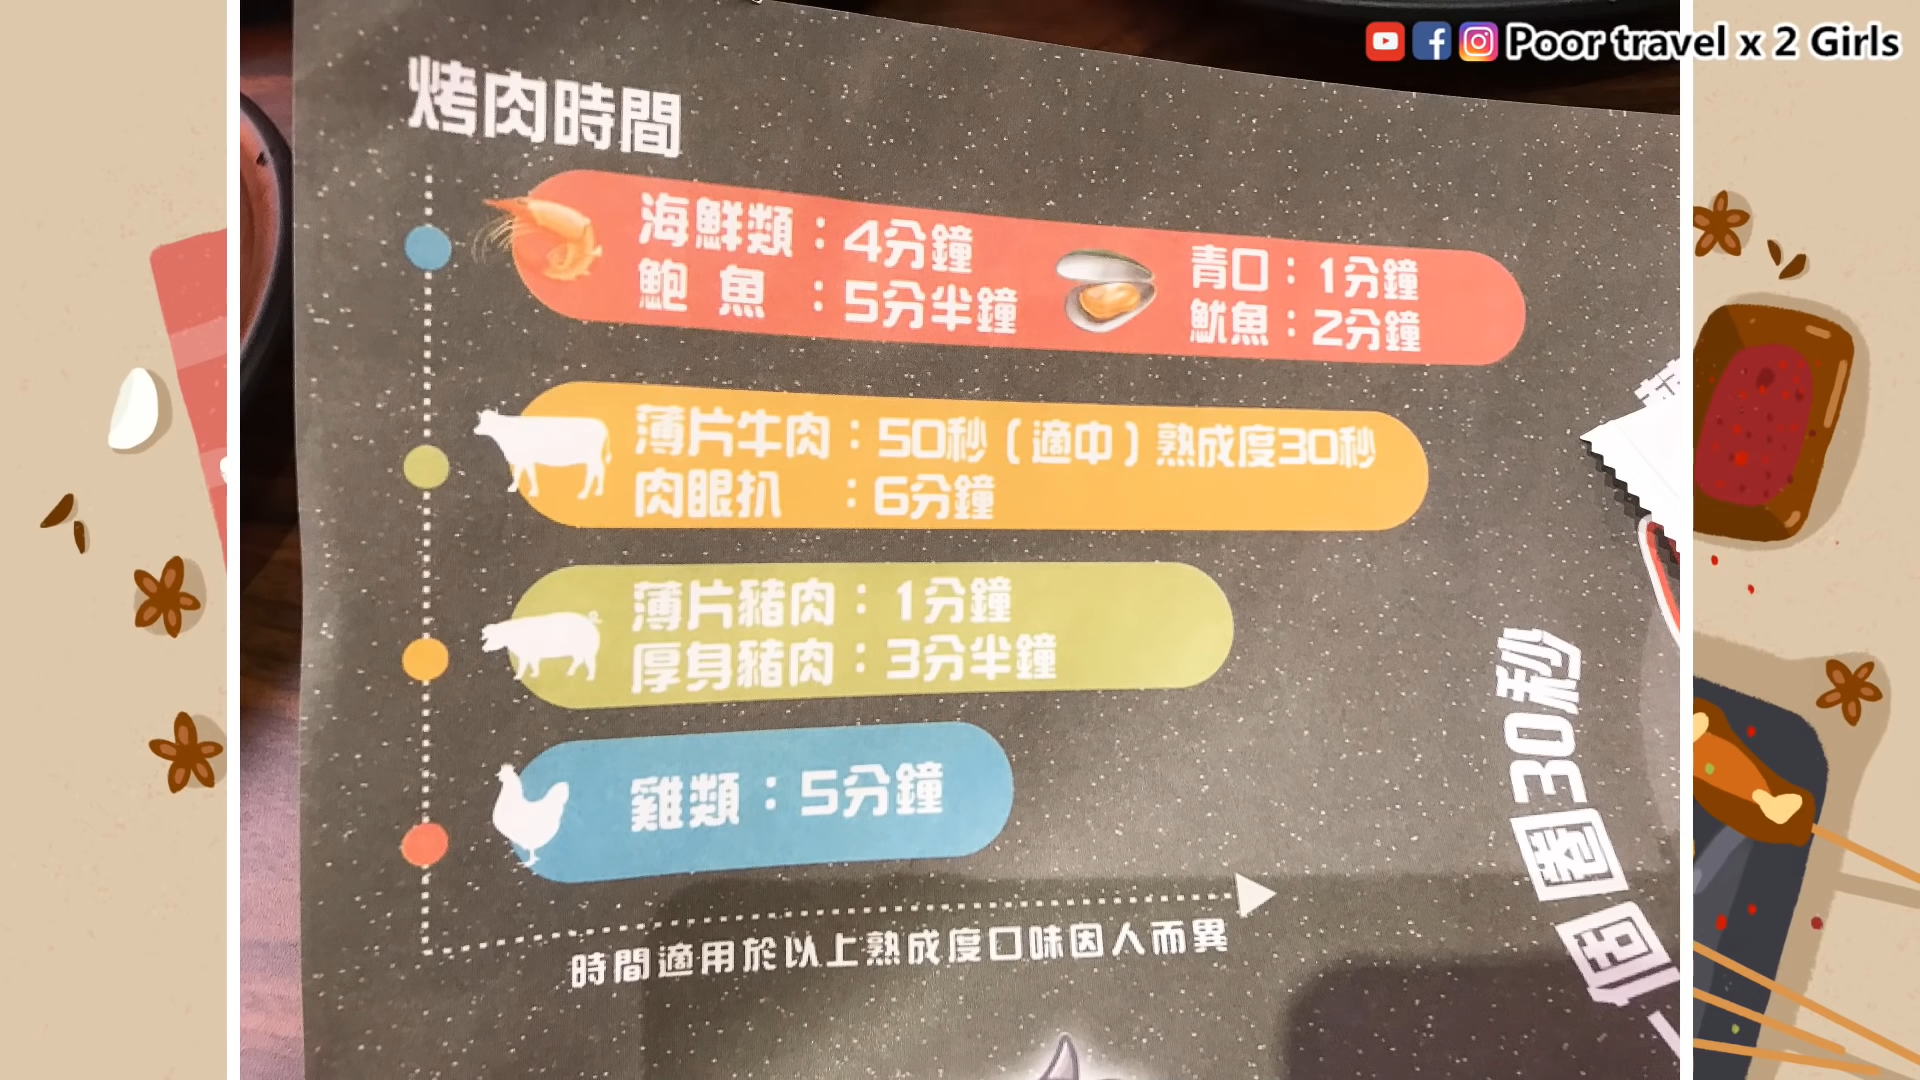 Poor travel x 2 Girls
烤肉時間
海鮮類：4分鐘
鮑魚：5分半鐘
青口：1分鐘
魷魚：2分鐘
薄片牛肉：50秒（適中）熟成度30秒
肉眼扒：6分鐘
薄片豬肉：1分鐘
厚身豬肉：3分半鐘
雞類：5分鐘
時間適用於以上熟成度口味因人而異
一個圈30秒